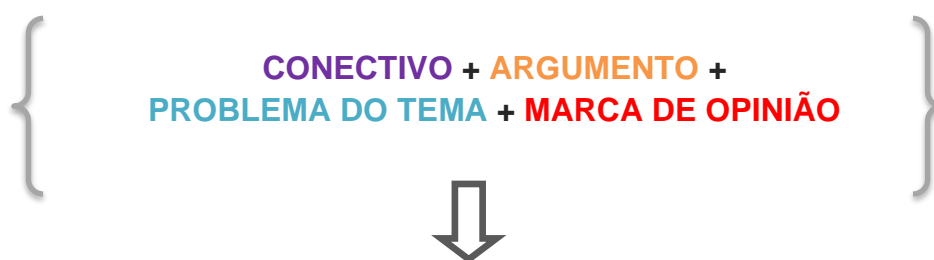 CONECTIVO + ARGUMENTO +
PROBLEMA DO TEMA + MARCA DE OPINIÃO